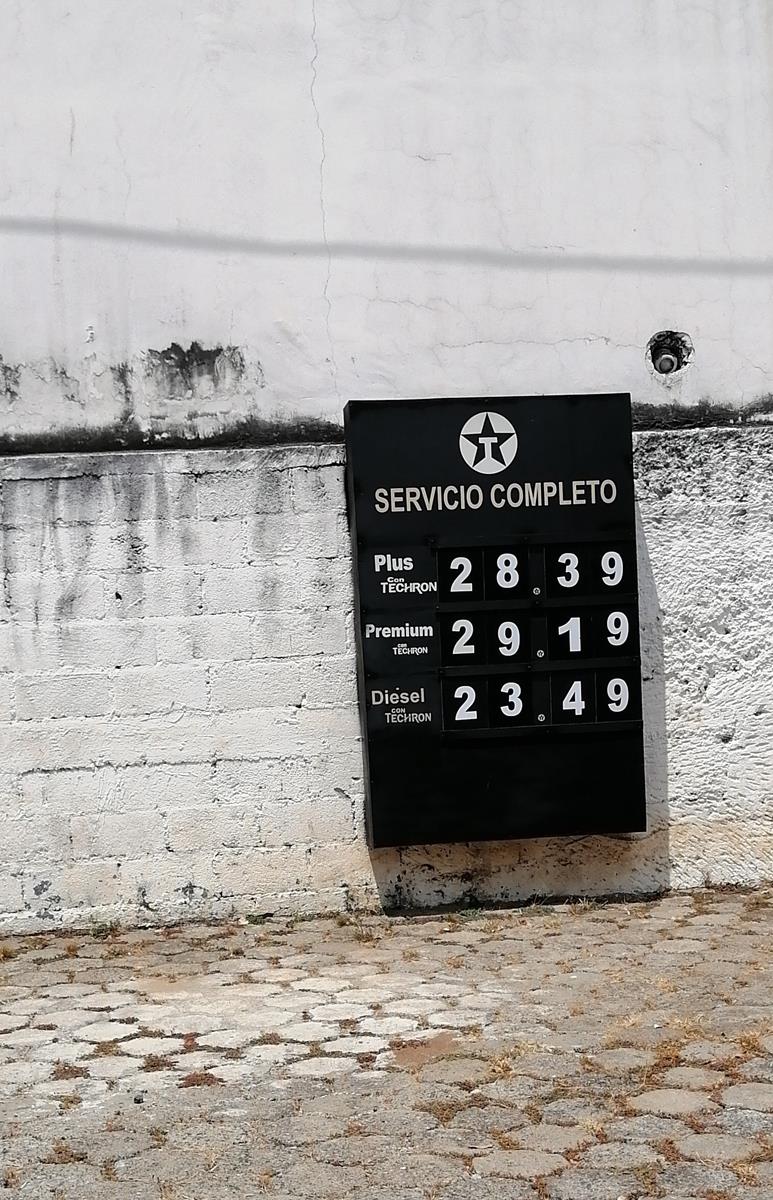 T
SERVICIO COMPLETO
Plus con TECHRON 28.39
Premium con TECHRON 29.19
Diesel CON TECHRON 23.49